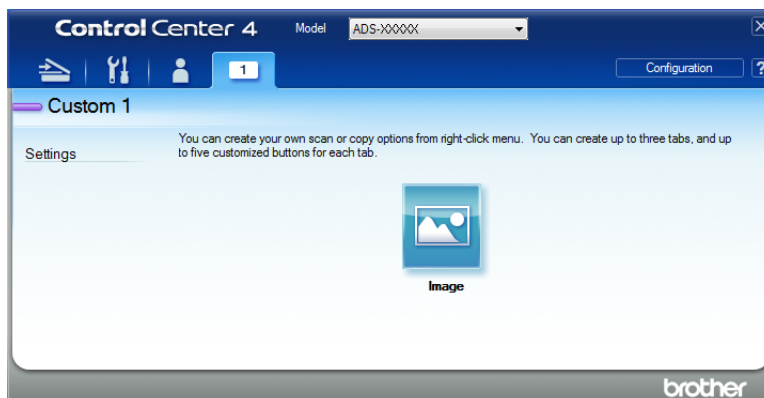 Control Center 4 Model ADS-XXXXX
1 Configuration ?
Custom 1
Settings
You can create your own scan or copy options from right-click menu. You can create up to three tabs, and up
to five customized buttons for each tab.
Image
brother